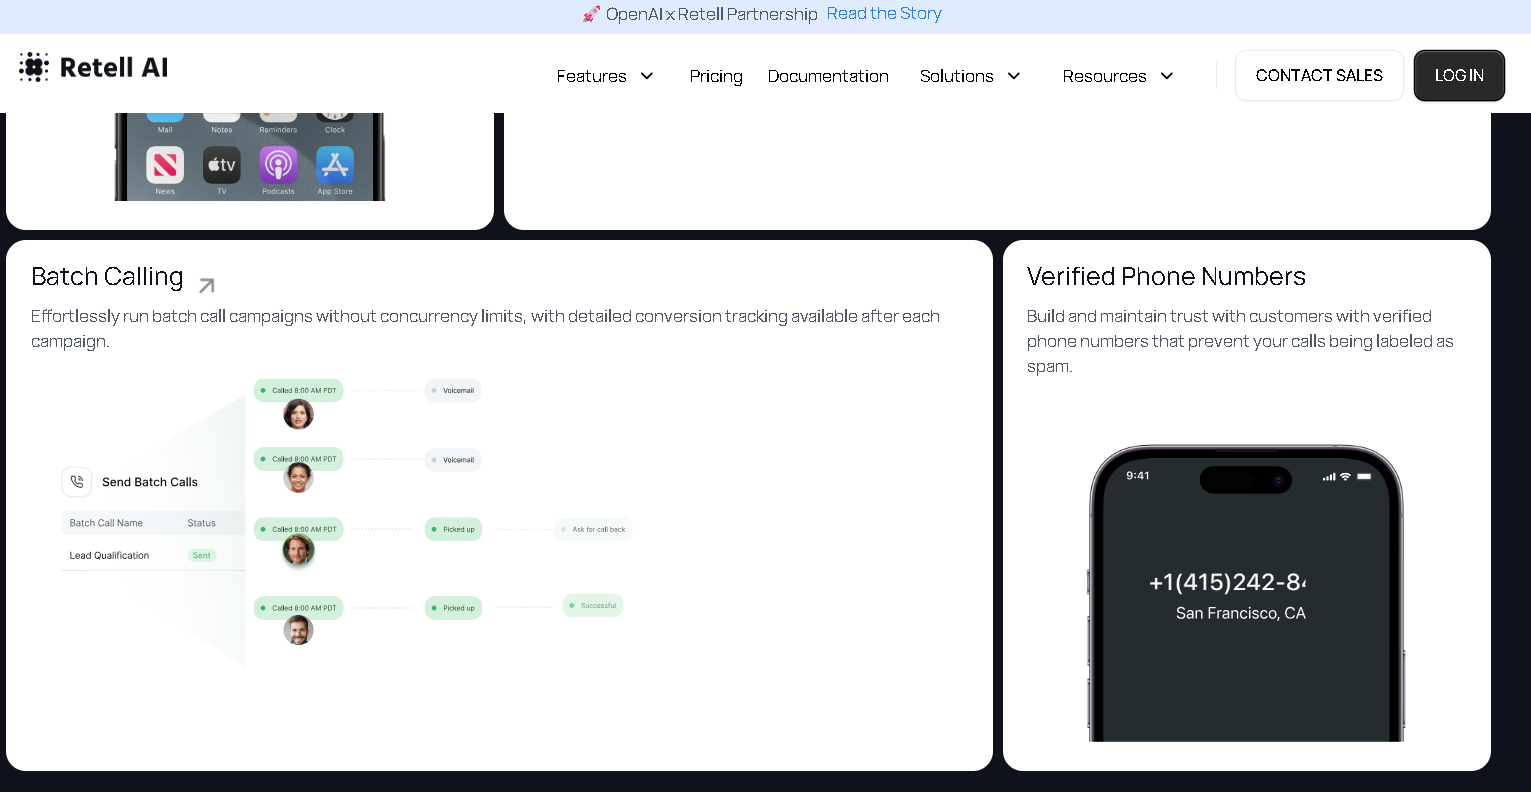 🚀 OpenAI x Retell Partnership Read the Story
Retell AI
Features
Pricing
Documentation
Solutions
Resources
CONTACT SALES
LOG IN
Mail
Notes
Reminders
Clock
tv
News
TV
Podcasts
App Store
Batch Calling
Effortlessly run batch call campaigns without concurrency limits, with detailed conversion tracking available after each
campaign.
Send Batch Calls
Batch Call Name Status
Lead Qualification Sent
Called 8:00 AM PDT Voicemail
Called 8:00 AM PDT Voicemail
Called 8:00 AM PDT Picked up Ask for call back
Called 8:00 AM PDT Picked up Successful
Verified Phone Numbers
Build and maintain trust with customers with verified
phone numbers that prevent your calls being labeled as
spam.
9:41
+1(415)242-8
San Francisco, CA